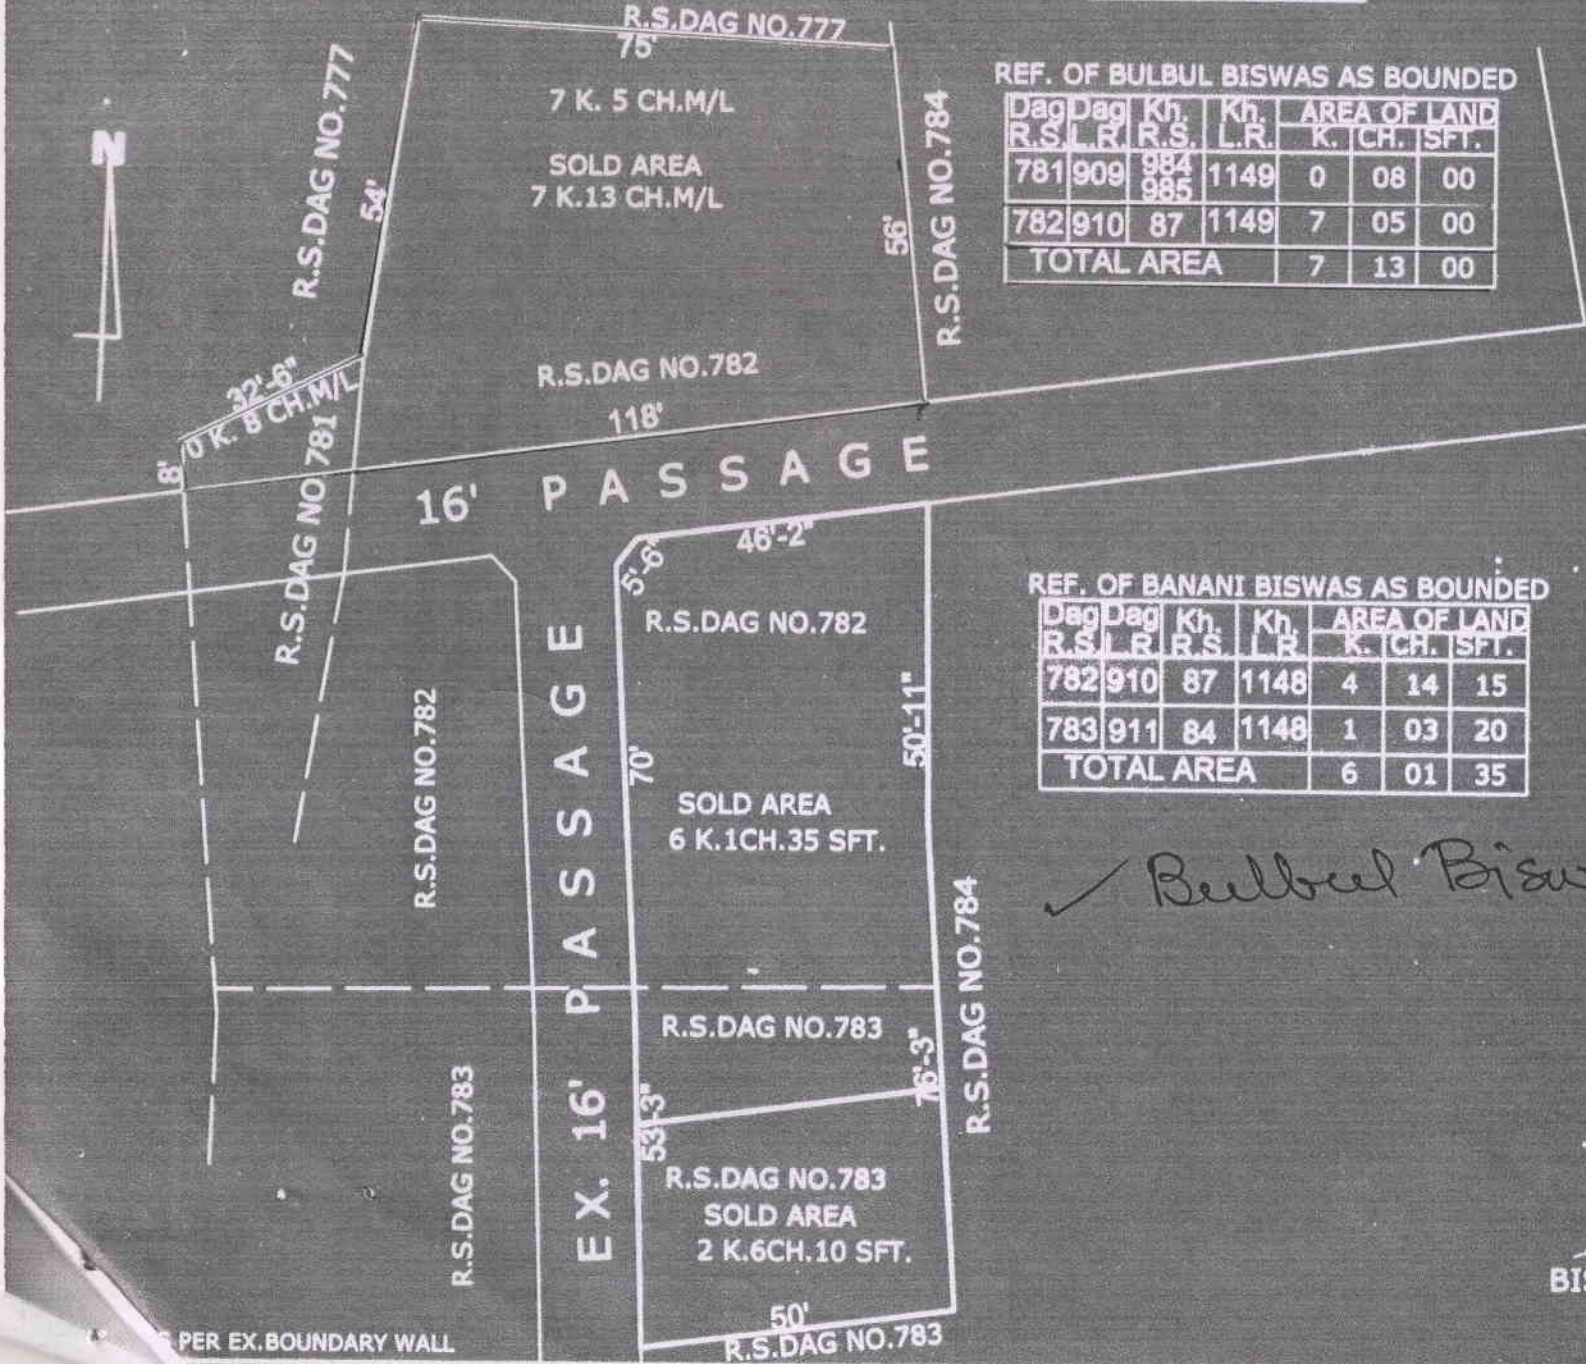 R.S.DAG NO.777
75'
7 K. 5 CH.M/L
SOLD AREA
7 K.13 CH.M/L
R.S.DAG NO.777
54'
N
56'
R.S.DAG NO.784
R.S.DAG NO.782
118'
32'-6"
0 K. 8 CH.M/L
8'
R.S.DAG NO.781
REF. OF BULBUL BISWAS AS BOUNDED
Dag R.S. Dag L.R. Kh. R.S. Kh. L.R. AREA OF LAND
K. CH. SFT.
781 909 984 985 1149 0 08 00
782 910 87 1149 7 05 00
TOTAL AREA 7 13 00
16' PASSAGE
46'-2"
5'-6"
R.S.DAG NO.782
R.S.DAG NO.782
70'
50'-11"
SOLD AREA
6 K.1CH.35 SFT.
EX. 16' PASSAGE
REF. OF BANANI BISWAS AS BOUNDED
Dag R.S. Dag L.R. Kh. R.S. Kh. L.R. AREA OF LAND
K. CH. SFT.
782 910 87 1148 4 14 15
783 911 84 1148 1 03 20
TOTAL AREA 6 01 35
Bulbul Bisw
R.S.DAG NO.784
R.S.DAG NO.783
R.S.DAG NO.783
53'-3"
R.S.DAG NO.783
SOLD AREA
2 K.6CH.10 SFT.
50'
R.S.DAG NO.783
PER EX.BOUNDARY WALL
BIS